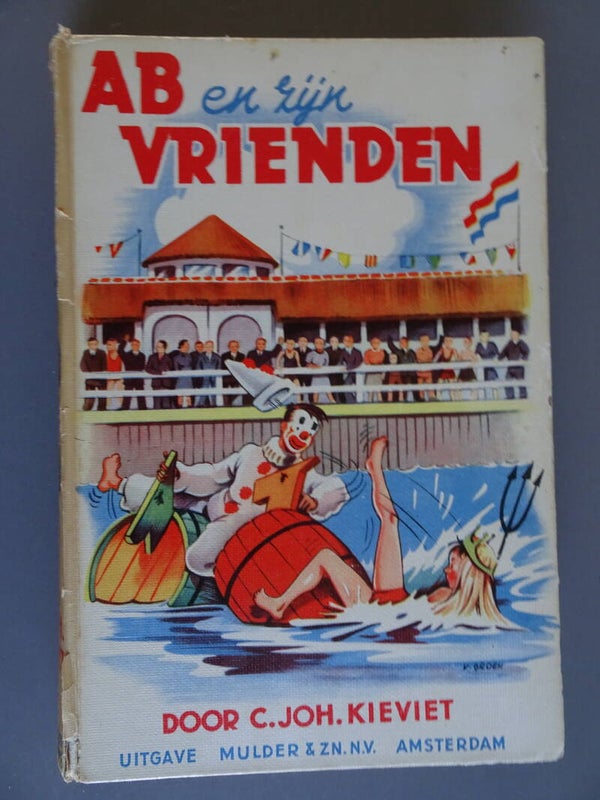 AB en zijn
VRIENDEN
DOOR C. JOH. KIEVIET
UITGAVE MULDER & ZN. N.V. AMSTERDAM